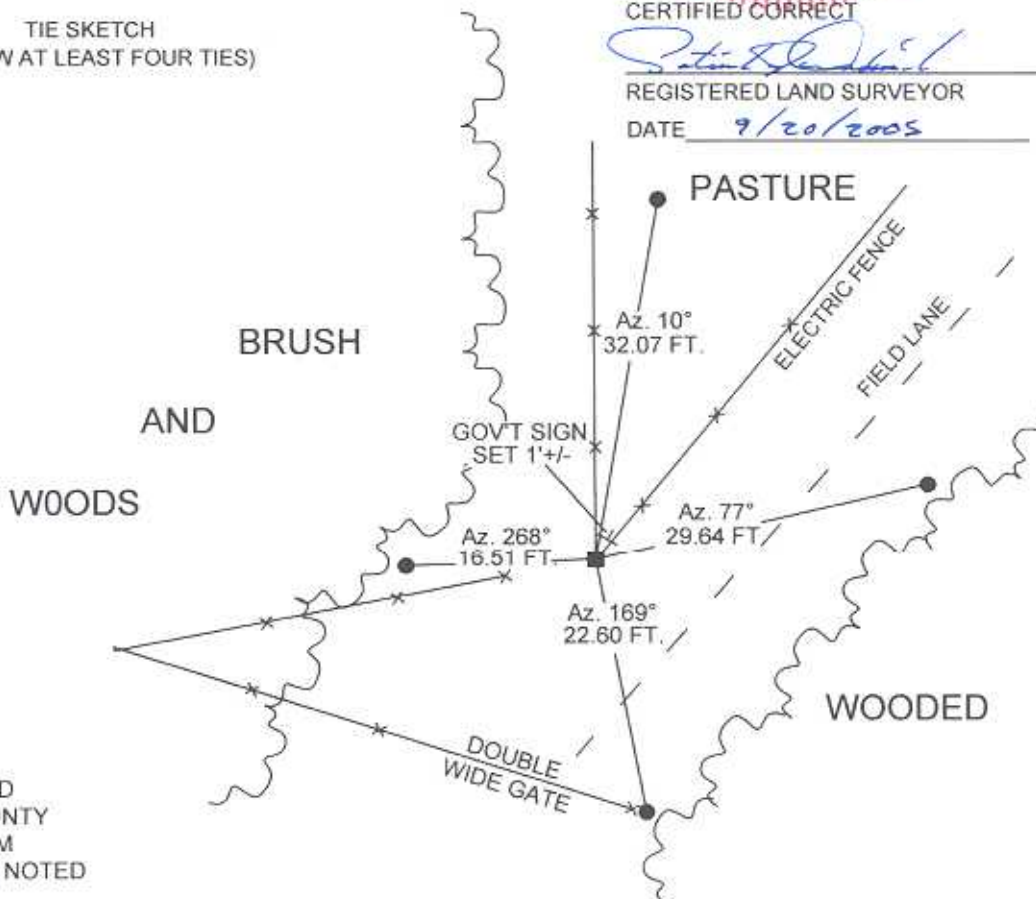 TIE SKETCH
AT LEAST FOUR TIES)
CERTIFIED CORRECT
REGISTERED LAND SURVEYOR
DATE 9/20/2005
PASTURE
BRUSH
AND
W0ODS
Az. 10°
32.07 FT.
ELECTRIC FENCE
FIELD LANE
GOV'T SIGN
SET 1'+/-
Az. 77°
29.64 FT
Az. 268°
16.51 FT.
Az. 169°
22.60 FT.
WOODED
DOUBLE
WIDE GATE
NOTED